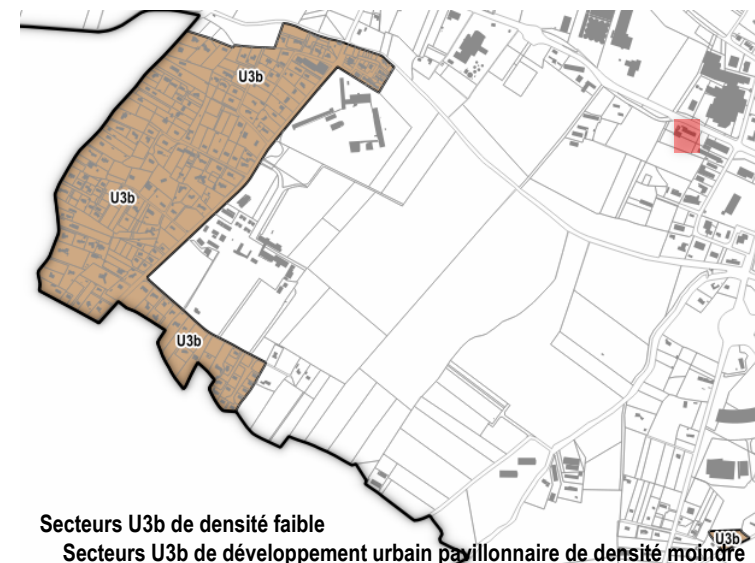 U3b
U3b
U3b
Secteurs U3b de densité faible
U3b
Secteurs U3b de développement urbain pavillonnaire de densité moindre